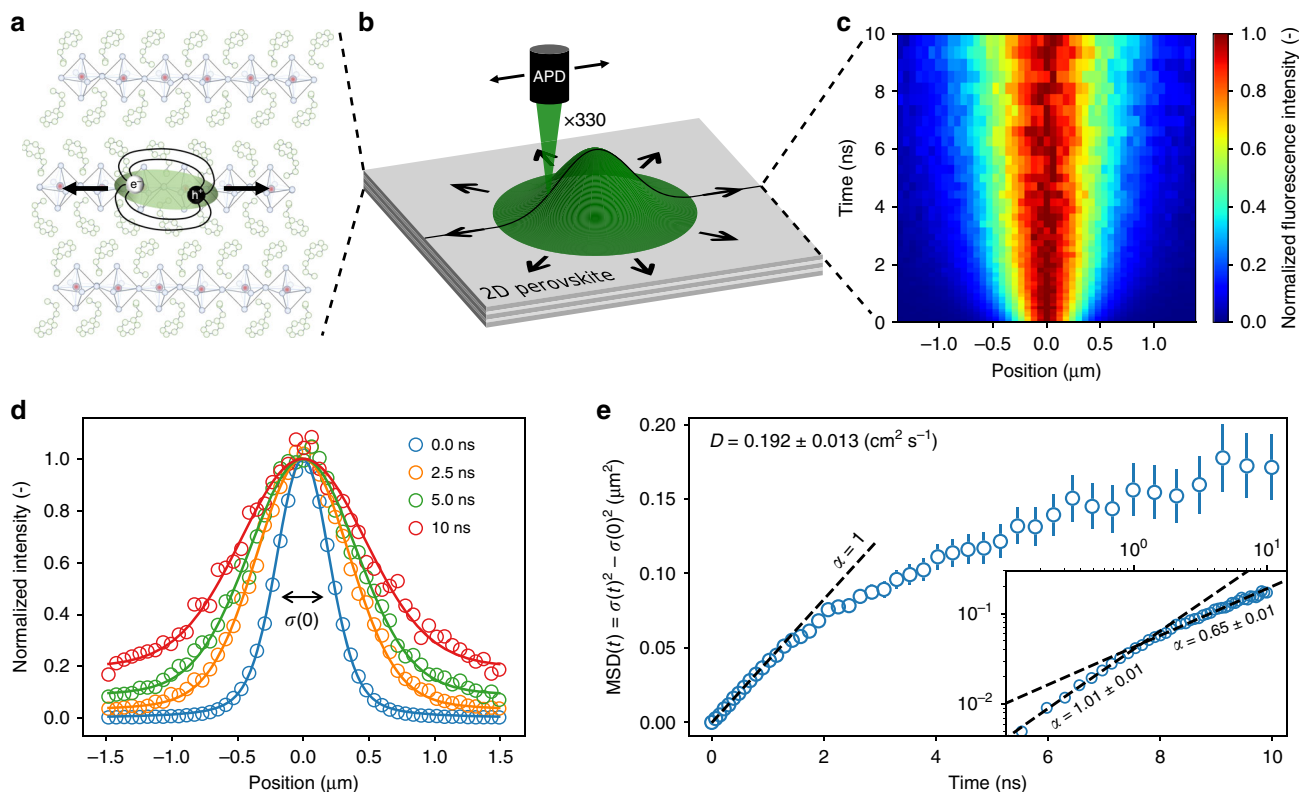 a
e⁻
h⁺
b
APD
×330
2D perovskite
c
Time (ns)
10
8
6
4
2
0
−1.0
−0.5
0.0
0.5
1.0
Position (μm)
1.0
0.8
0.6
0.4
0.2
0.0
Normalized fluorescence intensity (-)
d
Normalized intensity (-)
1.0
0.8
0.6
0.4
0.2
0.0
σ(0)
0.0 ns
2.5 ns
5.0 ns
10 ns
−1.5
−1.0
−0.5
0.0
0.5
1.0
1.5
Position (μm)
e
MSD(t) = σ(t)² − σ(0)² (μm²)
0.20
0.15
0.10
0.05
0.00
D = 0.192 ± 0.013 (cm² s⁻¹)
α = 1
10⁰
10¹
10⁻¹
10⁻²
α = 0.65 ± 0.01
α = 1.01 ± 0.01
0
2
4
6
8
10
Time (ns)